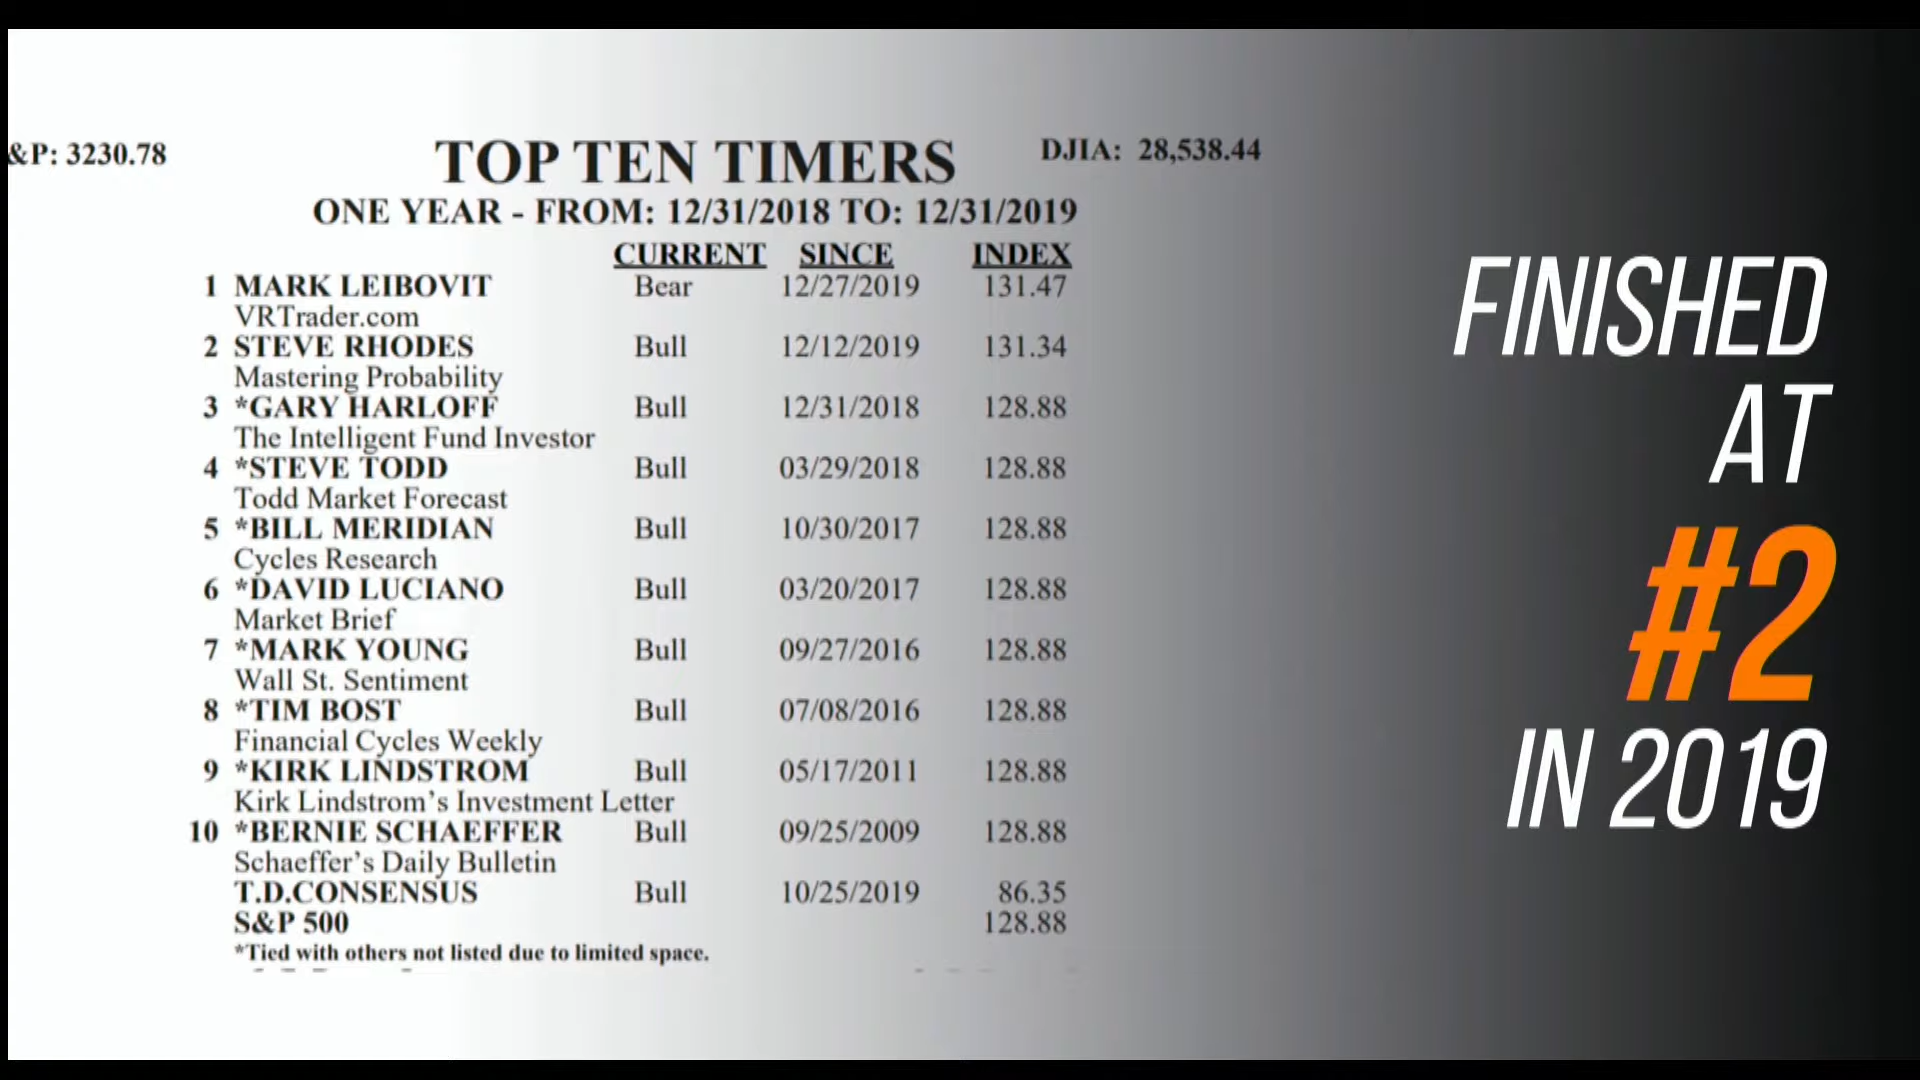 &P: 3230.78
TOP TEN TIMERS
DJIA: 28,538.44
ONE YEAR - FROM: 12/31/2018 TO: 12/31/2019
CURRENT SINCE INDEX
1 MARK LEIBOVIT Bear 12/27/2019 131.47
VRTrader.com
2 STEVE RHODES Bull 12/12/2019 131.34
Mastering Probability
3 *GARY HARLOFF Bull 12/31/2018 128.88
The Intelligent Fund Investor
4 *STEVE TODD Bull 03/29/2018 128.88
Todd Market Forecast
5 *BILL MERIDIAN Bull 10/30/2017 128.88
Cycles Research
6 *DAVID LUCIANO Bull 03/20/2017 128.88
Market Brief
7 *MARK YOUNG Bull 09/27/2016 128.88
Wall St. Sentiment
8 *TIM BOST Bull 07/08/2016 128.88
Financial Cycles Weekly
9 *KIRK LINDSTROM Bull 05/17/2011 128.88
Kirk Lindstrom's Investment Letter
10 *BERNIE SCHAEFFER Bull 09/25/2009 128.88
Schaeffer's Daily Bulletin
T.D.CONSENSUS Bull 10/25/2019 86.35
S&P 500 128.88
*Tied with others not listed due to limited space.
FINISHED
AT
#2
IN 2019